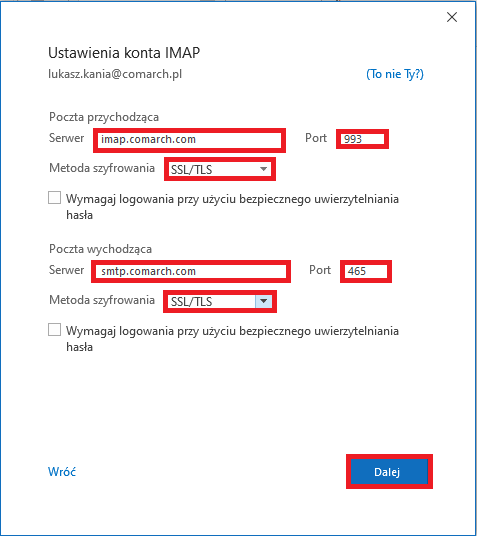 Ustawienia konta IMAP
lukasz.kania@comarch.pl (To nie Ty?)
Poczta przychodząca
Serwer imap.comarch.com Port 993
Metoda szyfrowania SSL/TLS
Wymagaj logowania przy użyciu bezpiecznego uwierzytelniania
hasła
Poczta wychodząca
Serwer smtp.comarch.com Port 465
Metoda szyfrowania SSL/TLS
Wymagaj logowania przy użyciu bezpiecznego uwierzytelniania
hasła
Wróć Dalej